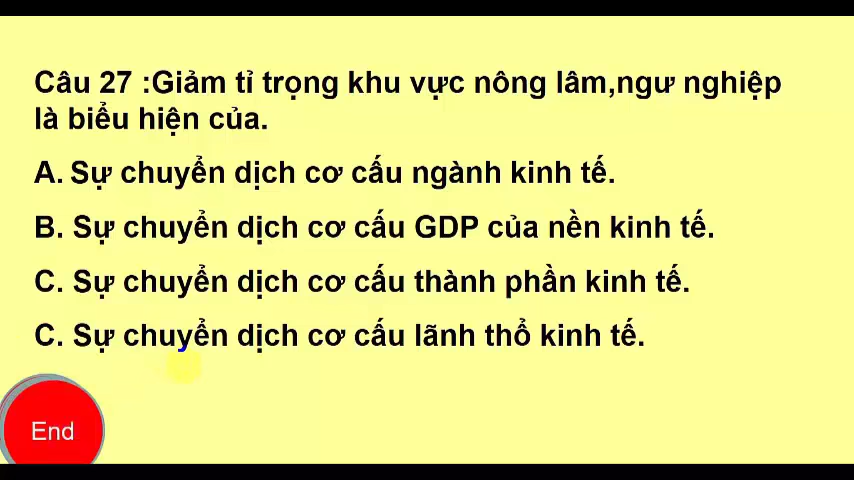 Câu 27 :Giảm tỉ trọng khu vực nông lâm,ngư nghiệp
là biểu hiện của.
A. Sự chuyển dịch cơ cấu ngành kinh tế.
B. Sự chuyển dịch cơ cấu GDP của nền kinh tế.
C. Sự chuyển dịch cơ cấu thành phần kinh tế.
C. Sự chuyển dịch cơ cấu lãnh thổ kinh tế.
End